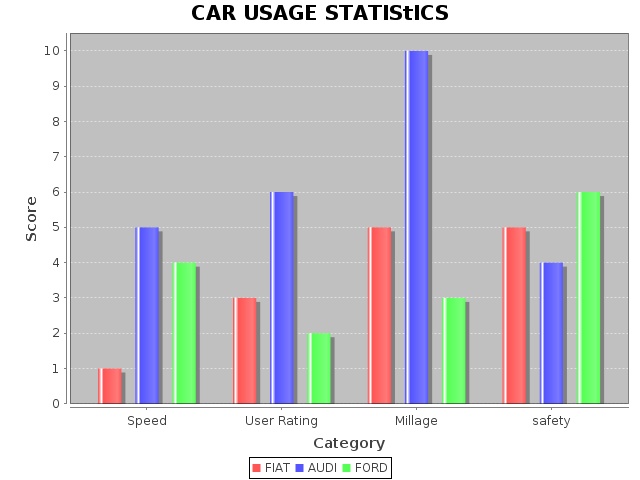 CAR USAGE STATIStICS
Score
10
9
8
7
6
5
4
3
2
1
0
Speed User Rating Millage safety
Category
FIAT AUDI FORD